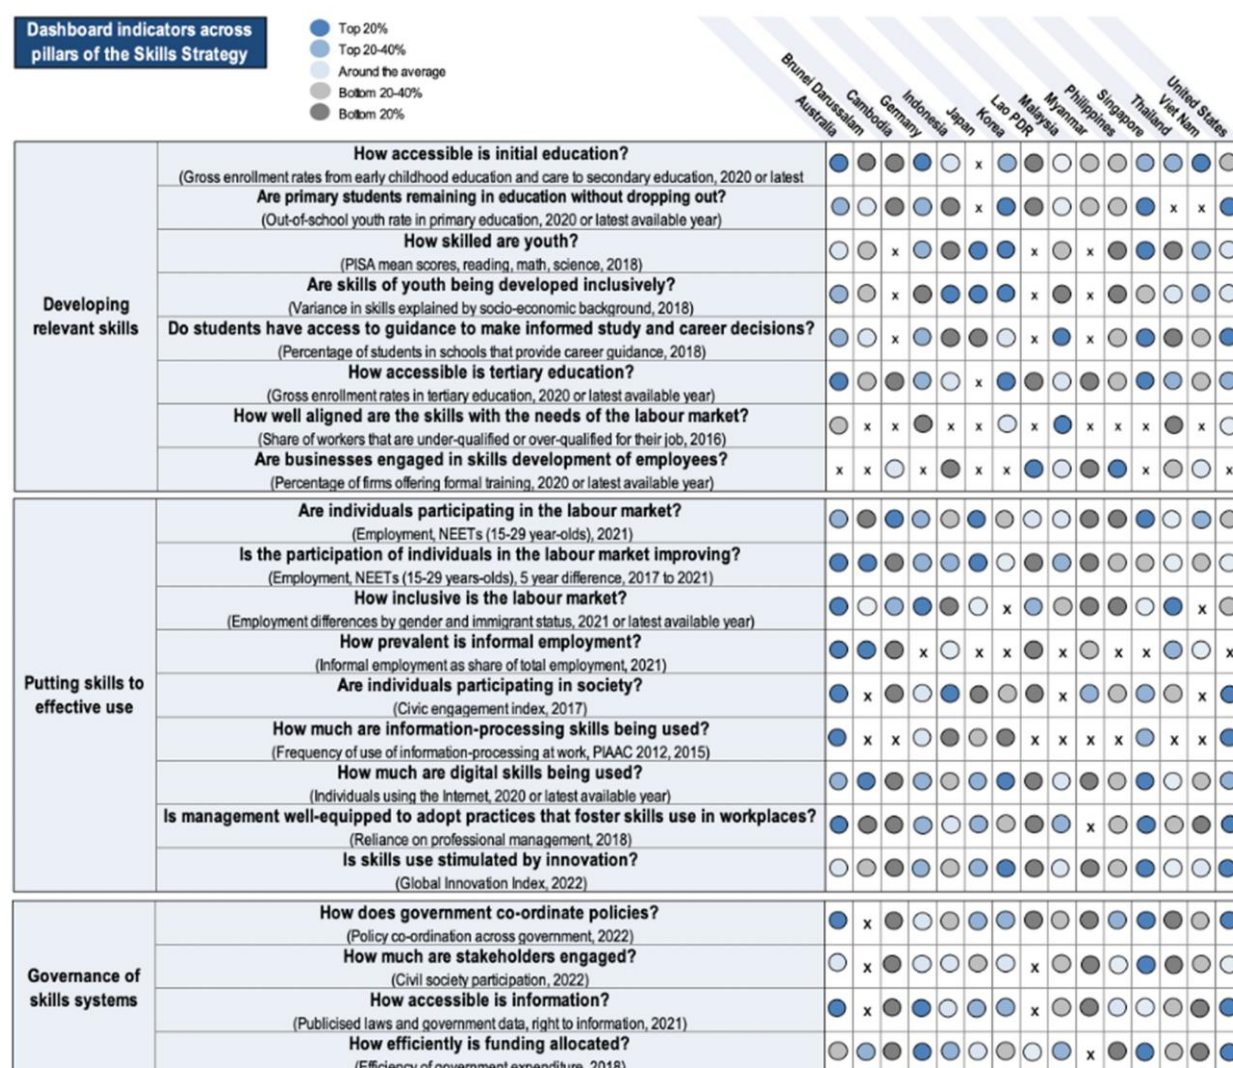 Dashboard indicators across
pillars of the Skills Strategy
Top 20%
Top 20-40%
Around the average
Bottom 20-40%
Bottom 20%
Australia
Brunei Darussalam
Cambodia
Germany
Indonesia
Japan
Korea
Lao PDR
Malaysia
Myanmar
Philippines
Singapore
Thailand
Viet Nam
United States
Developing
relevant skills
How accessible is initial education?
(Gross enrollment rates from early childhood education and care to secondary education, 2020 or latest
x
Are primary students remaining in education without dropping out?
(Out-of-school youth rate in primary education, 2020 or latest available year)
x x x
How skilled are youth?
(PISA mean scores, reading, math, science, 2018)
x x x
Are skills of youth being developed inclusively?
(Variance in skills explained by socio-economic background, 2018)
x x x
Do students have access to guidance to make informed study and career decisions?
(Percentage of students in schools that provide career guidance, 2018)
x x x
How accessible is tertiary education?
(Gross enrollment rates in tertiary education, 2020 or latest available year)
x
How well aligned are the skills with the needs of the labour market?
(Share of workers that are under-qualified or over-qualified for their job, 2016)
x x x x x x x x x
Are businesses engaged in skills development of employees?
(Percentage of firms offering formal training, 2020 or latest available year)
x x x x x x x
Putting skills to
effective use
Are individuals participating in the labour market?
(Employment, NEETs (15-29 year-olds), 2021)
Is the participation of individuals in the labour market improving?
(Employment, NEETs (15-29 years-olds), 5 year difference, 2017 to 2021)
How inclusive is the labour market?
(Employment differences by gender and immigrant status, 2021 or latest available year)
x x
How prevalent is informal employment?
(Informal employment as share of total employment, 2021)
x x x x x x x
Are individuals participating in society?
(Civic engagement index, 2017)
x x x
How much are information-processing skills being used?
(Frequency of use of information-processing at work, PIAAC 2012, 2015)
x x x x x x x x
How much are digital skills being used?
(Individuals using the Internet, 2020 or latest available year)
Is management well-equipped to adopt practices that foster skills use in workplaces?
(Reliance on professional management, 2018)
x
Is skills use stimulated by innovation?
(Global Innovation Index, 2022)
Governance of
skills systems
How does government co-ordinate policies?
(Policy co-ordination across government, 2022)
x
How much are stakeholders engaged?
(Civil society participation, 2022)
x x
How accessible is information?
(Publicised laws and government data, right to information, 2021)
x x
How efficiently is funding allocated?
(Efficiency of government expenditure, 2018)
x